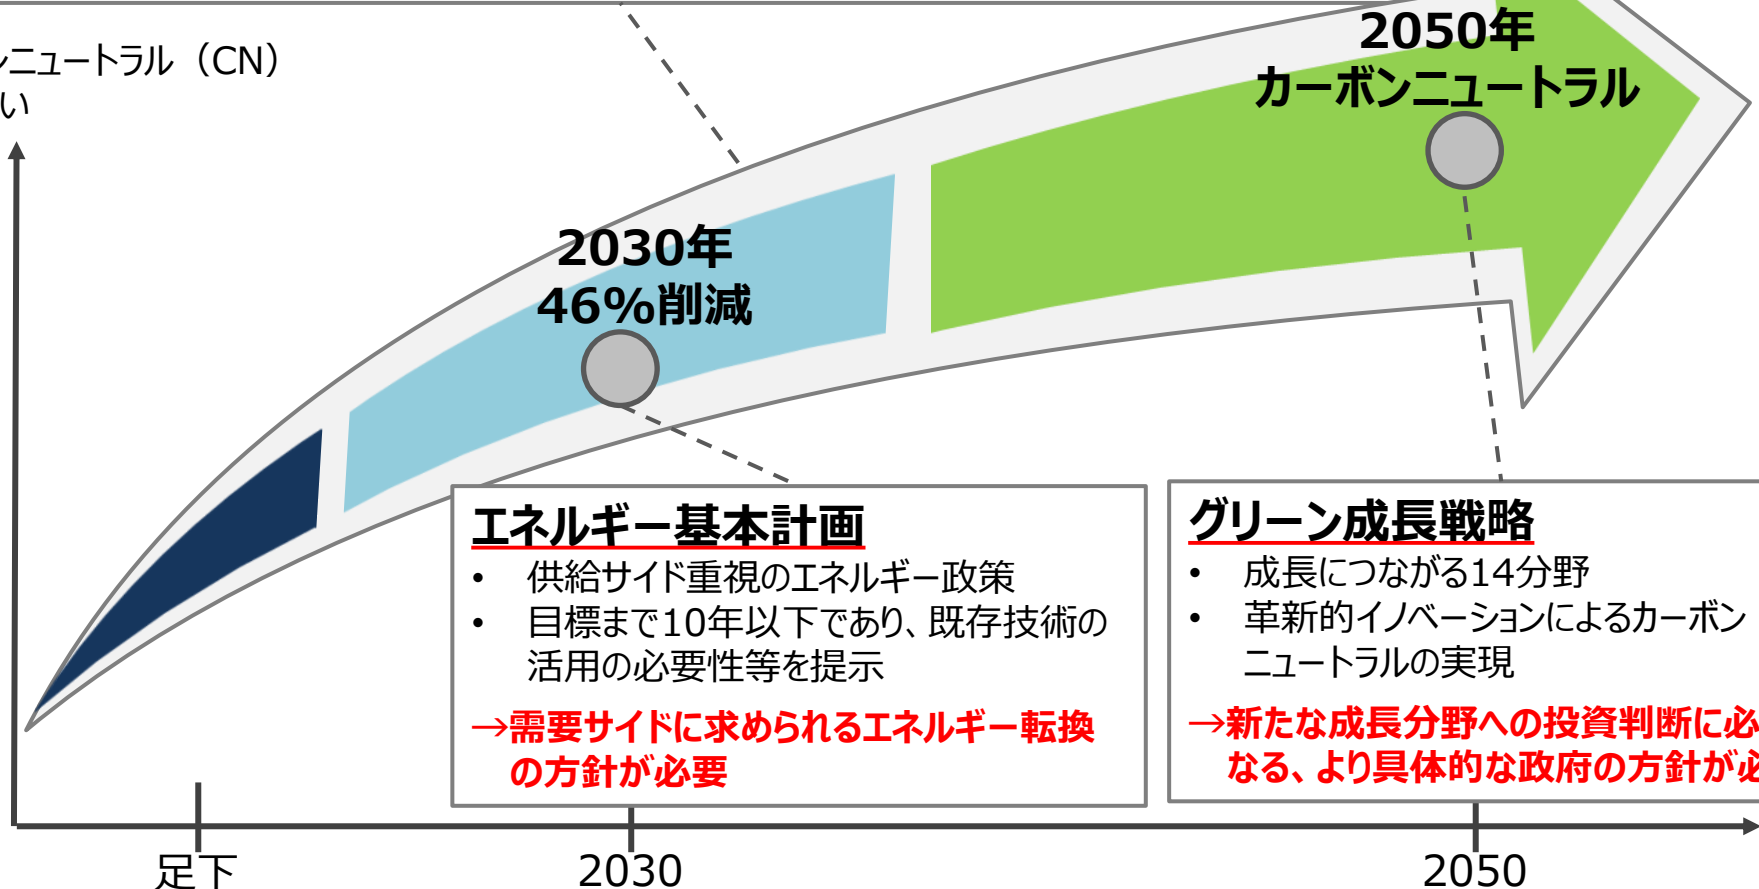 ンニュートラル（CN）
い
2050年
カーボンニュートラル
2030年
46%削減
エネルギー基本計画
• 供給サイド重視のエネルギー政策
• 目標まで10年以下であり、既存技術の
活用の必要性等を提示
→需要サイドに求められるエネルギー転換
の方針が必要
グリーン成長戦略
• 成長につながる14分野
• 革新的イノベーションによるカーボン
ニュートラルの実現
→新たな成長分野への投資判断に必
なる、より具体的な政府の方針が必
足下
2030
2050